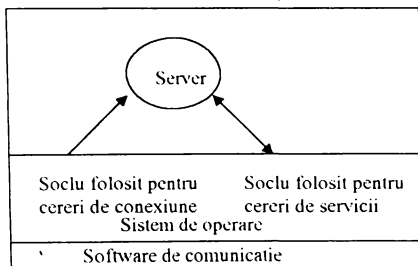 Server
Soclu folosit pentru Soclu folosit pentru
cereri de conexiune cereri de servicii
Sistem de operare
Software de comunicatie